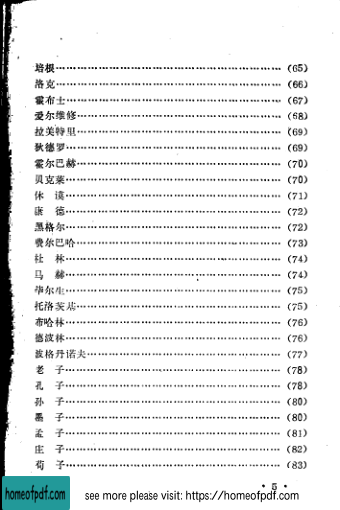 培根………………………………………(65)
洛克………………………………………(66)
霍布士……………………………………(67)
爱尔维修…………………………………(68)
拉美特里…………………………………(69)
狄德罗……………………………………(69)
霍尔巴赫…………………………………(70)
贝克莱……………………………………(70)
休　谟……………………………………(71)
康　德……………………………………(72)
黑格尔……………………………………(72)
费尔巴哈…………………………………(73)
杜　林……………………………………(74)
马　赫……………………………………(74)
毕尔生……………………………………(75)
托洛茨基…………………………………(75)
布哈林……………………………………(76)
德波林……………………………………(76)
波格丹诺夫………………………………(77)
老　子……………………………………(78)
孔　子……………………………………(78)
孙　子……………………………………(80)
墨　子……………………………………(80)
孟　子……………………………………(81)
庄　子……………………………………(82)
荀　子……………………………………(83)
· 5 ·
homeofpdf.com
see more please visit: https://homeofpdf.com